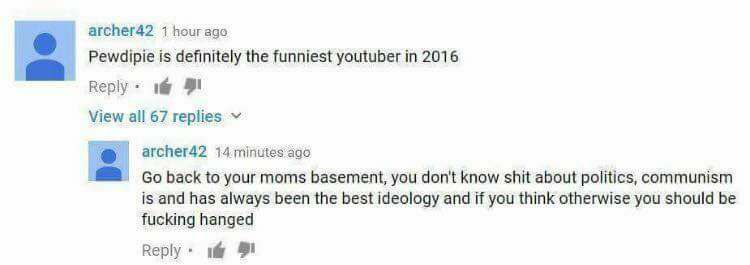 archer42 1 hour ago
Pewdipie is definitely the funniest youtuber in 2016
Reply •
View all 67 replies
archer42 14 minutes ago
Go back to your moms basement, you don't know shit about politics, communism
is and has always been the best ideology and if you think otherwise you should be
fucking hanged
Reply •